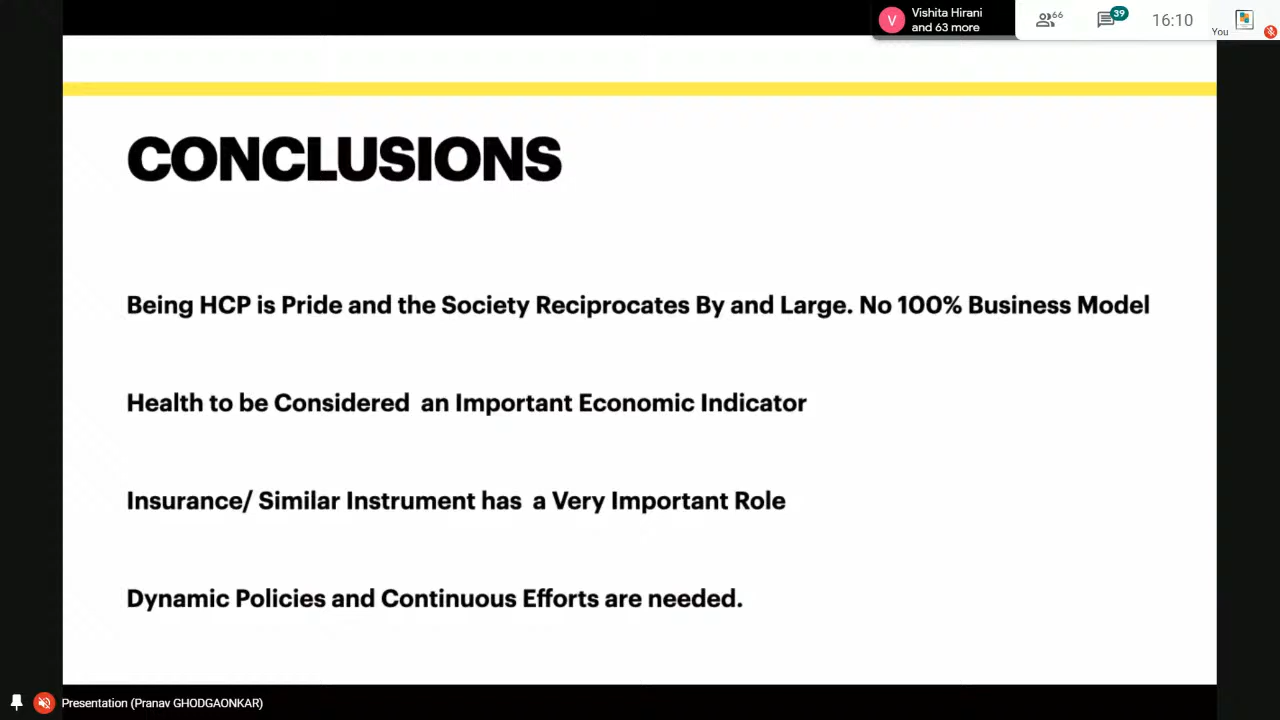 V
Vishita Hirani
and 63 more
66
39
16:10
You
CONCLUSIONS
Being HCP is Pride and the Society Reciprocates By and Large. No 100% Business Model
Health to be Considered  an Important Economic Indicator
Insurance/ Similar Instrument has  a Very Important Role
Dynamic Policies and Continuous Efforts are needed.
Presentation (Pranav GHODGAONKAR)